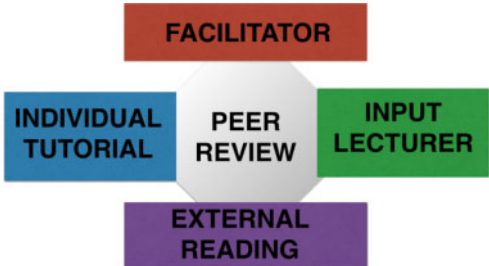 FACILITATOR
INDIVIDUAL
TUTORIAL
PEER
REVIEW
INPUT
LECTURER
EXTERNAL
READING